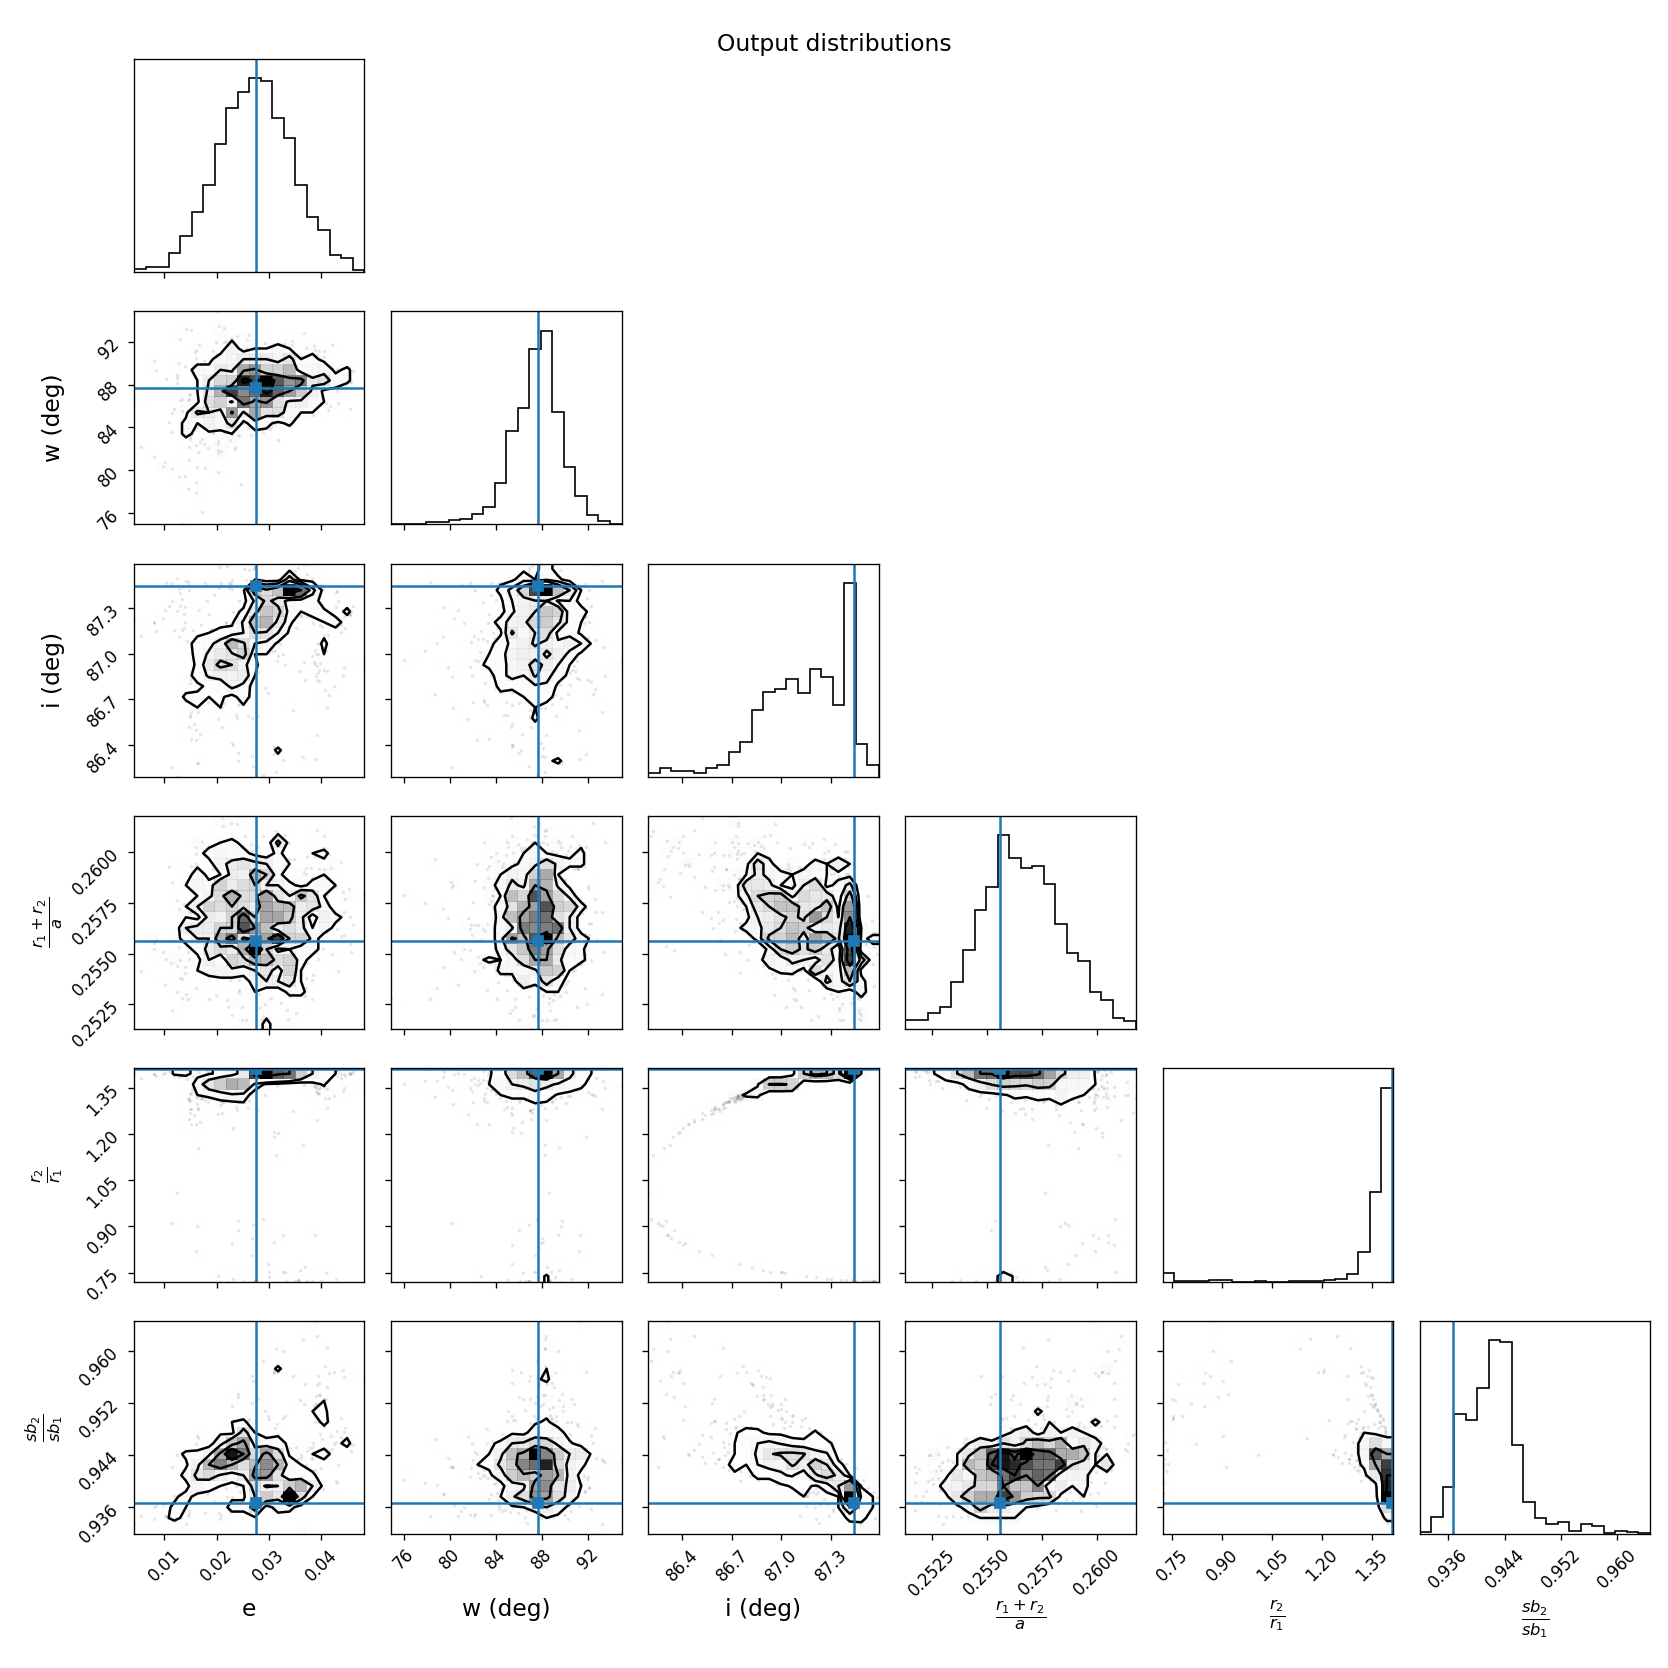 Output distributions
w (deg)
92
88
84
80
76
i (deg)
87.3
87.0
86.7
86.4
r₁ + r₂
a
0.2600
0.2575
0.2550
0.2525
r₂
r₁
1.35
1.20
1.05
0.90
0.75
sb₂
sb₁
0.960
0.952
0.944
0.936
0.01 0.02 0.03 0.04 76 80 84 88 92 86.4 86.7 87.0 87.3 0.2525 0.2550 0.2575 0.2600 0.75 0.90 1.05 1.20 1.35 0.936 0.944 0.952 0.960
e w (deg) i (deg) r₁ + r₂ r₂ sb₂
a r₁ sb₁